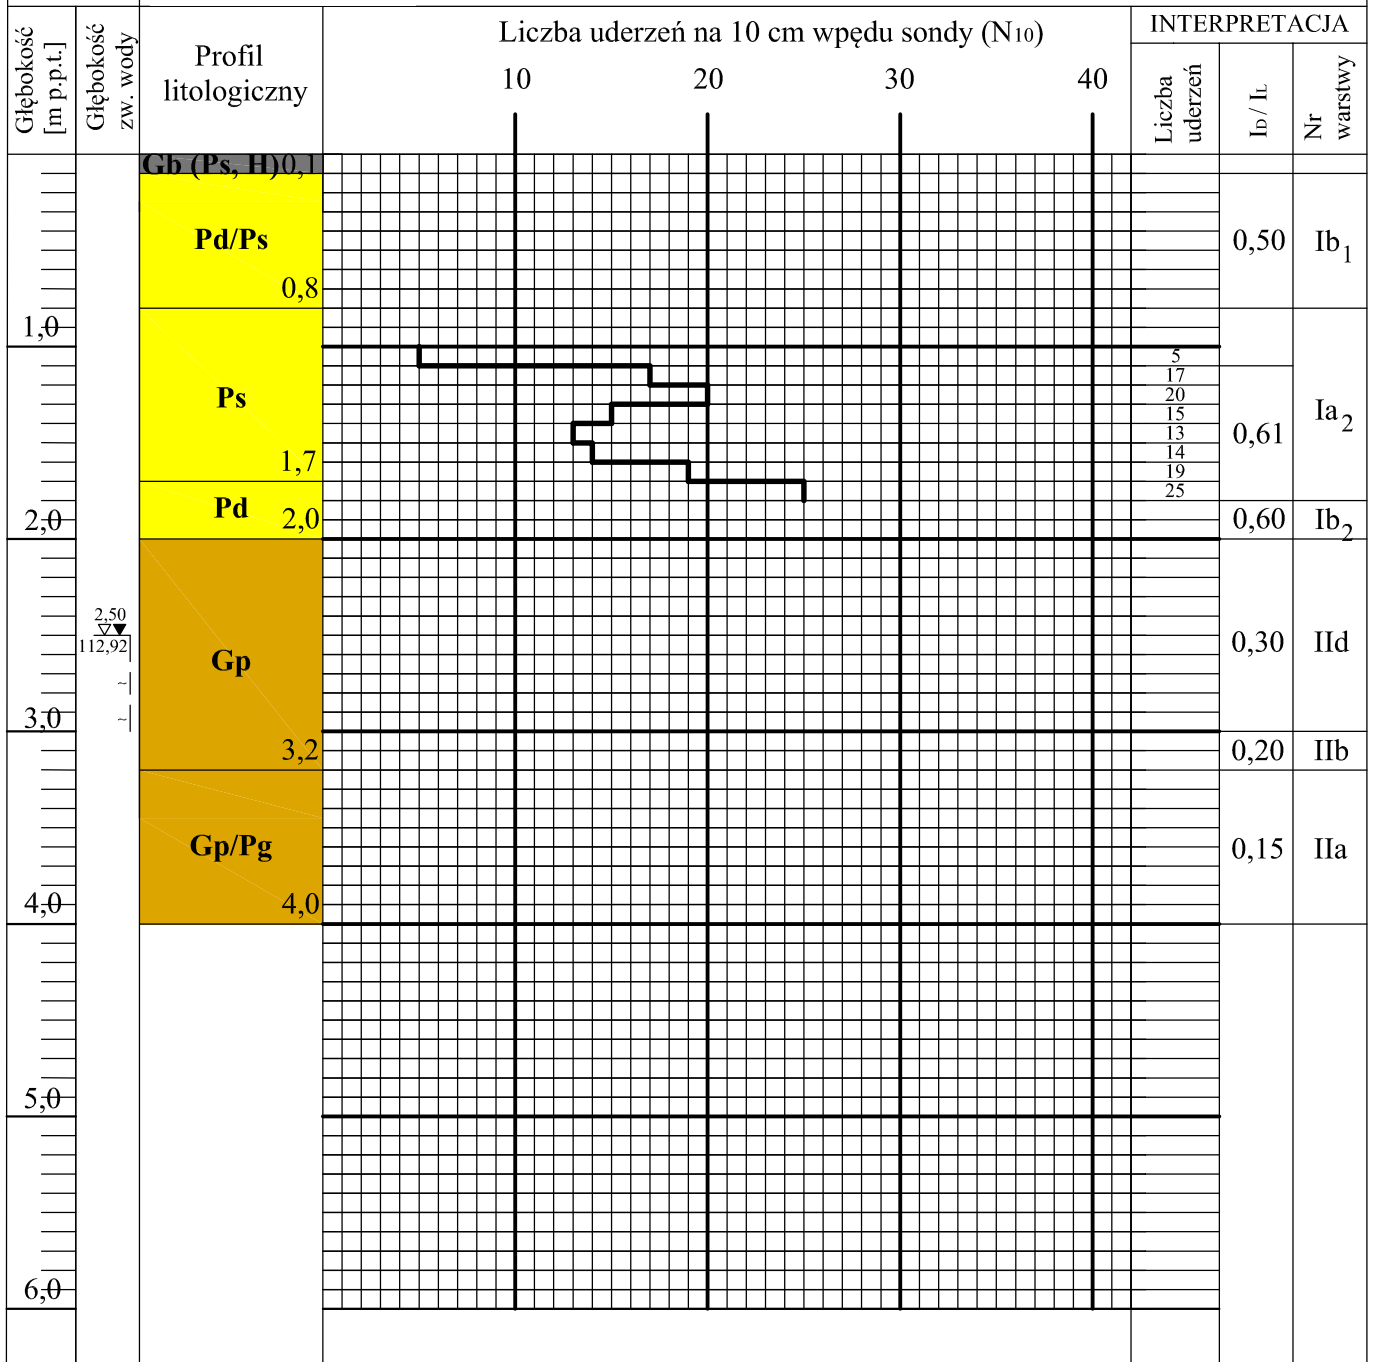 Głębokość
[m p.p.t.]
Głębokość
zw. wody
Profil
litologiczny
Liczba uderzeń na 10 cm wpędu sondy (N10)
10 20 30 40
INTERPRETACJA
Liczba
uderzeń
ID / IL
Nr
warstwy
Gb (Ps, H) 0,1
Pd/Ps
0,8
0,50 Ib1
1,0
5
17
20
15
13
14
19
25
Ps
1,7
0,61
Ia2
Pd
2,0
2,0
0,60 Ib2
2,50
112,92
~
~
Gp
0,30 IId
3,0
3,2
0,20 IIb
Gp/Pg
0,15 IIa
4,0
4,0
5,0
6,0